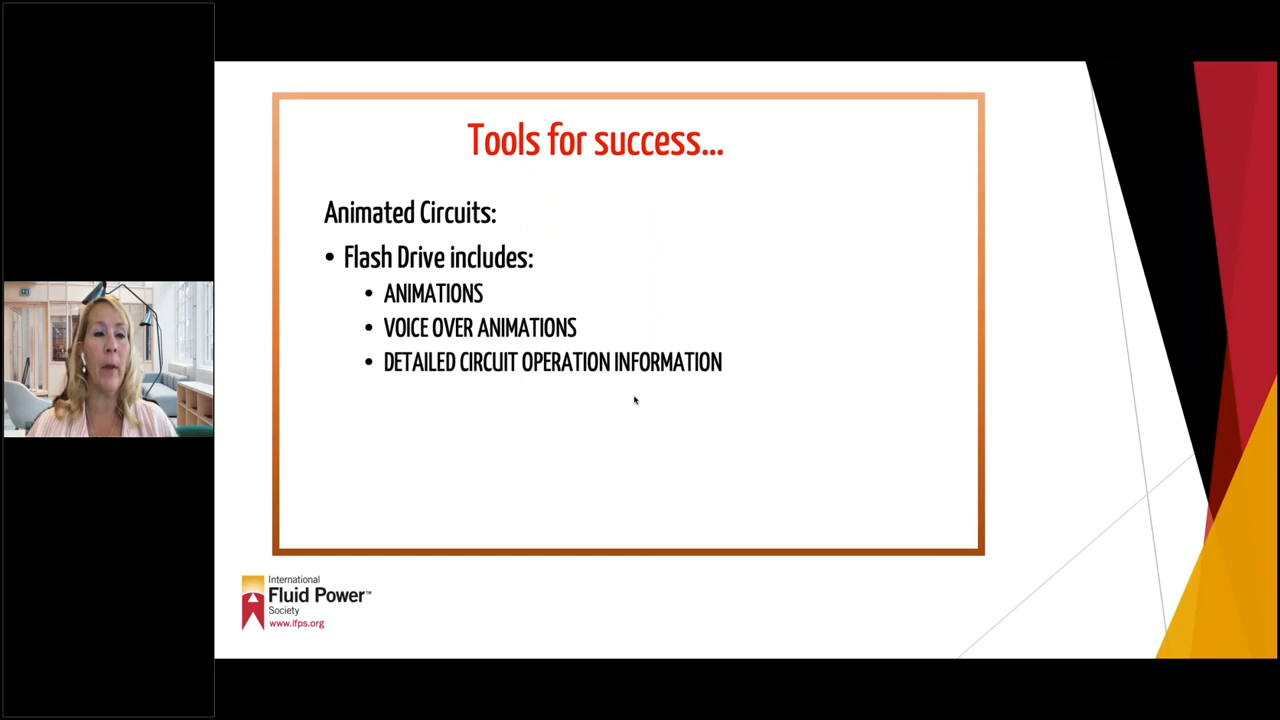 Tools for success...
Animated Circuits:
• Flash Drive includes:
• ANIMATIONS
• VOICE OVER ANIMATIONS
• DETAILED CIRCUIT OPERATION INFORMATION
International
Fluid Power™
Society
www.ifps.org